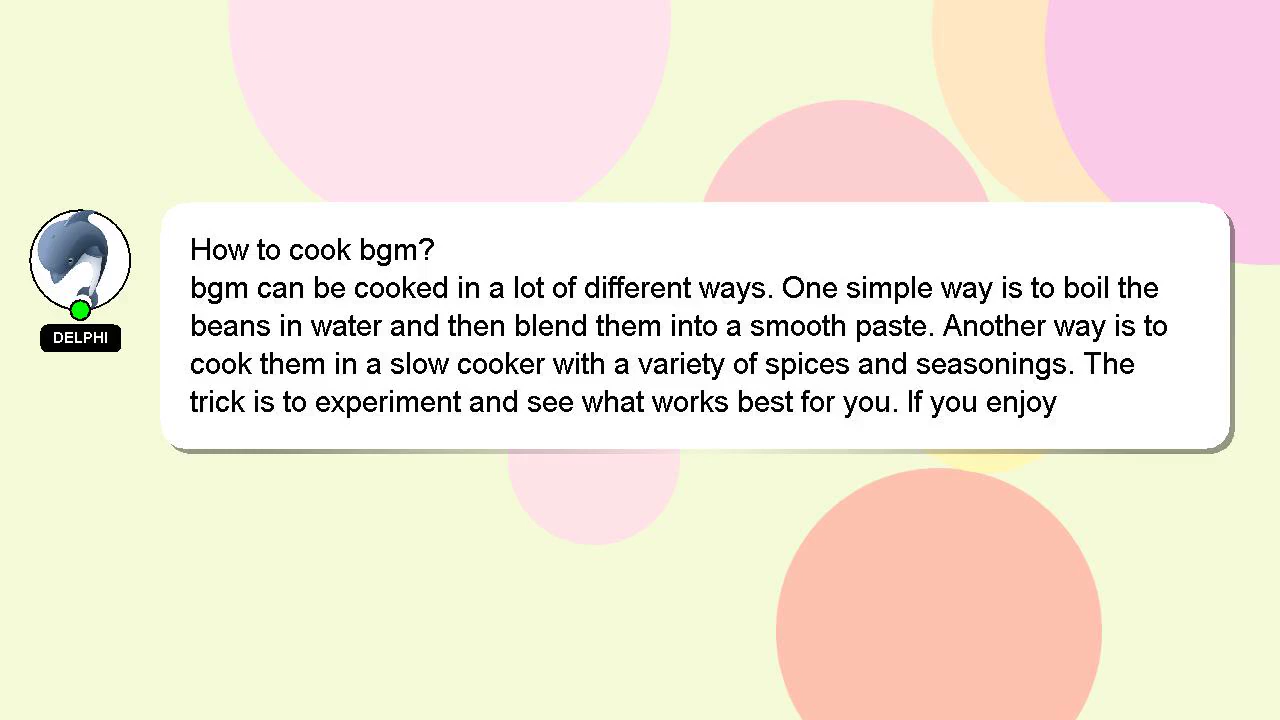 How to cook bgm?
bgm can be cooked in a lot of different ways. One simple way is to boil the
beans in water and then blend them into a smooth paste. Another way is to
cook them in a slow cooker with a variety of spices and seasonings. The
trick is to experiment and see what works best for you. If you enjoy
DELPHI